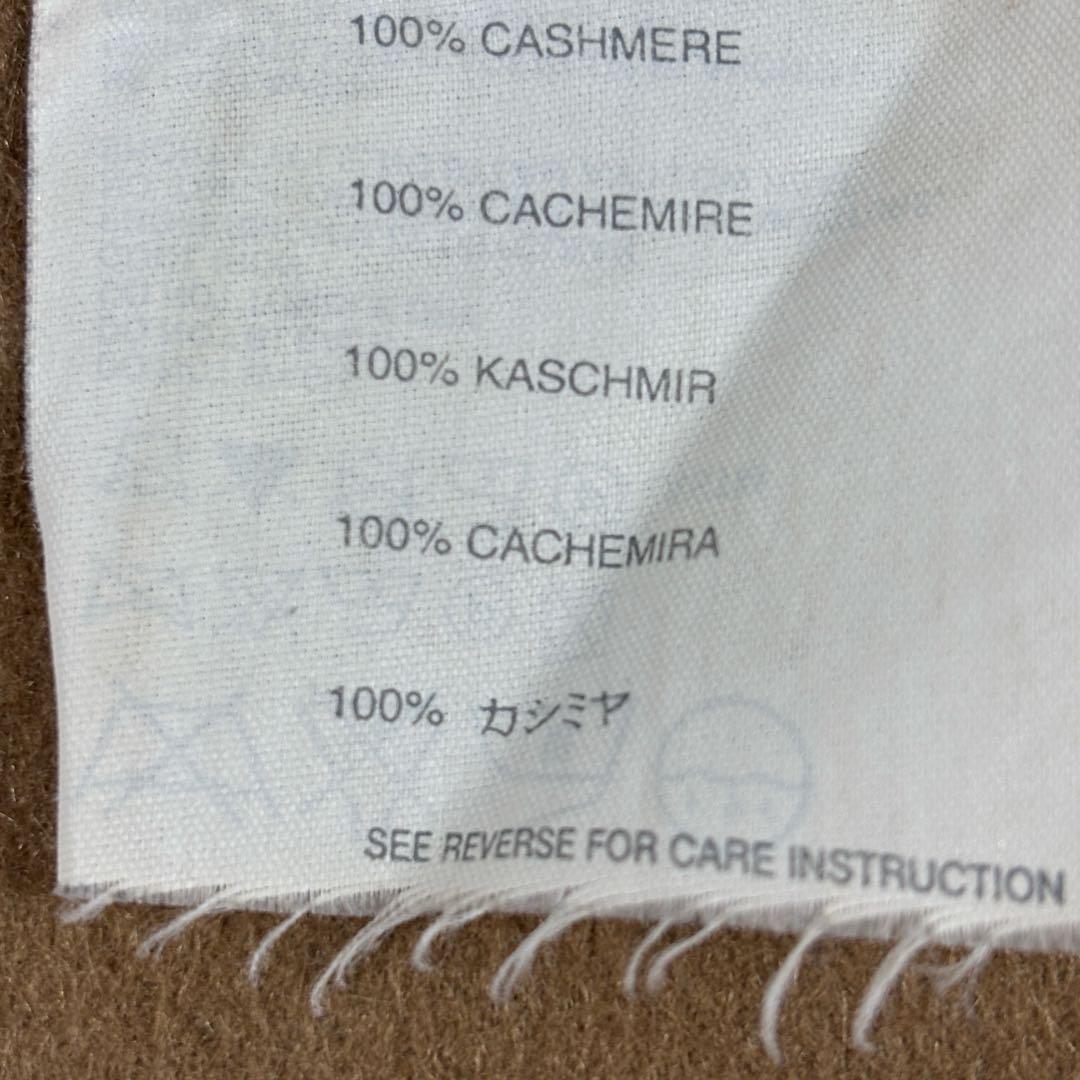 100% CASHMERE
100% CACHEMIRE
100% KASCHMIR
100% CACHEMIRA
100% カシミヤ
SEE REVERSE FOR CARE INSTRUCTION